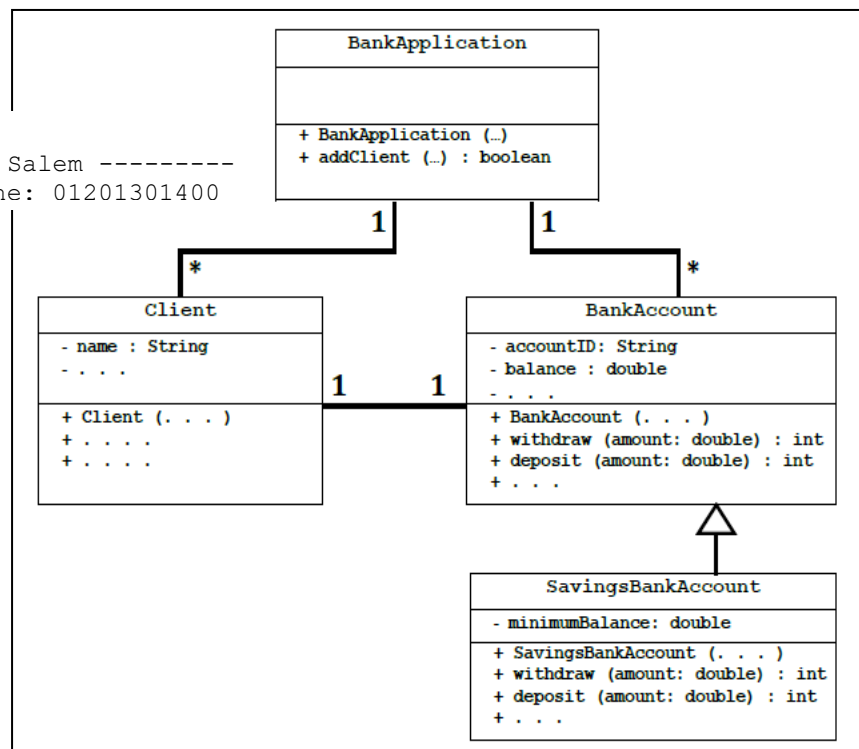 BankApplication
+ BankApplication (…)
+ addClient (…) : boolean
Salem ---------
ne: 01201301400
1
1
*
*
Client
- name : String
- . . .
+ Client (. . . )
+ . . . .
+ . . . .
1
1
BankAccount
- accountID: String
- balance : double
- . . .
+ BankAccount (. . . )
+ withdraw (amount: double) : int
+ deposit (amount: double) : int
+ . . .
SavingsBankAccount
- minimumBalance: double
+ SavingsBankAccount (. . . )
+ withdraw (amount: double) : int
+ deposit (amount: double) : int
+ . . .